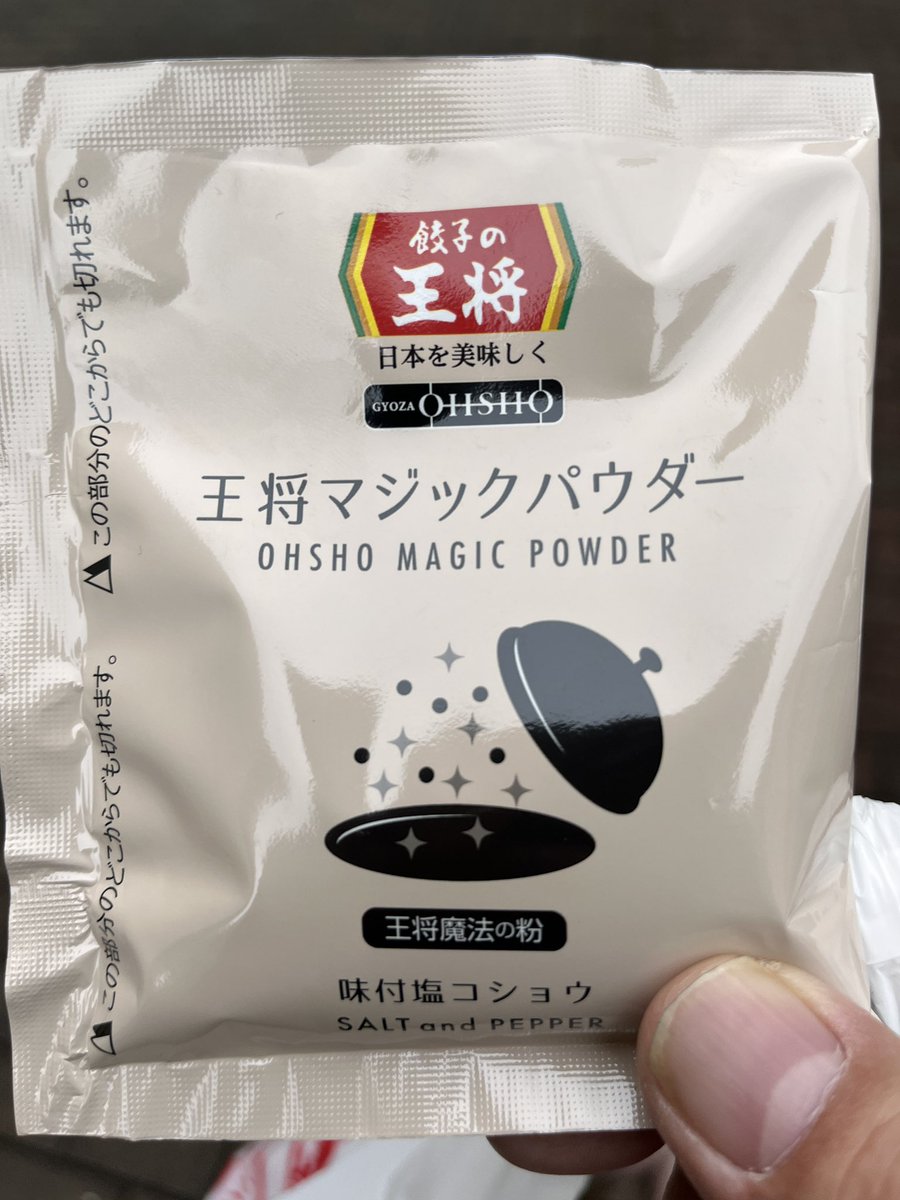 餃子の
王将
日本を美味しく
GYOZA OHSHO
王将マジックパウダー
OHSHO MAGIC POWDER
王将魔法の粉
味付塩コショウ
SALT and PEPPER
この部分のどこからでも切れます。
この部分のどこからでも切れます。